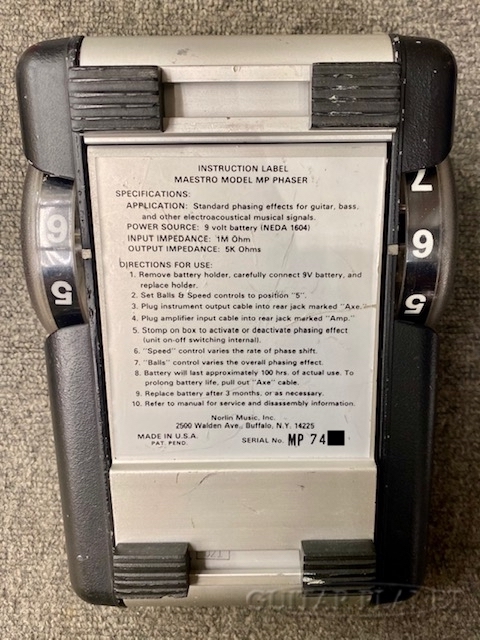 INSTRUCTION LABEL
MAESTRO MODEL MP PHASER
SPECIFICATIONS:
APPLICATION: Standard phasing effects for guitar, bass,
and other electroacoustical musical signals.
POWER SOURCE: 9 volt battery (NEDA 1604)
INPUT IMPEDANCE: 1M Ohm
OUTPUT IMPEDANCE: 5K Ohms
DIRECTIONS FOR USE:
1. Remove battery holder, carefully connect 9V battery, and
replace holder.
2. Set Balls & Speed controls to position "5".
3. Plug instrument output cable into rear jack marked "Axe."
4. Plug amplifier input cable into rear jack marked "Amp."
5. Stomp on box to activate or deactivate phasing effect
(unit on-off switching internal).
6. "Speed" control varies the rate of phase shift.
7. "Balls" control varies the overall phasing effect.
8. Battery will last approximately 100 hrs. of actual use. To
prolong battery life, pull out "Axe" cable.
9. Replace battery after 3 months, or as necessary.
10. Refer to manual for service and disassembly information.
Norlin Music, Inc.
2500 Walden Ave., Buffalo, N.Y. 14225
MADE IN U.S.A.
PAT. PEND.
SERIAL No. MP 74
6
5
7
6
5
GUITAR PLANET